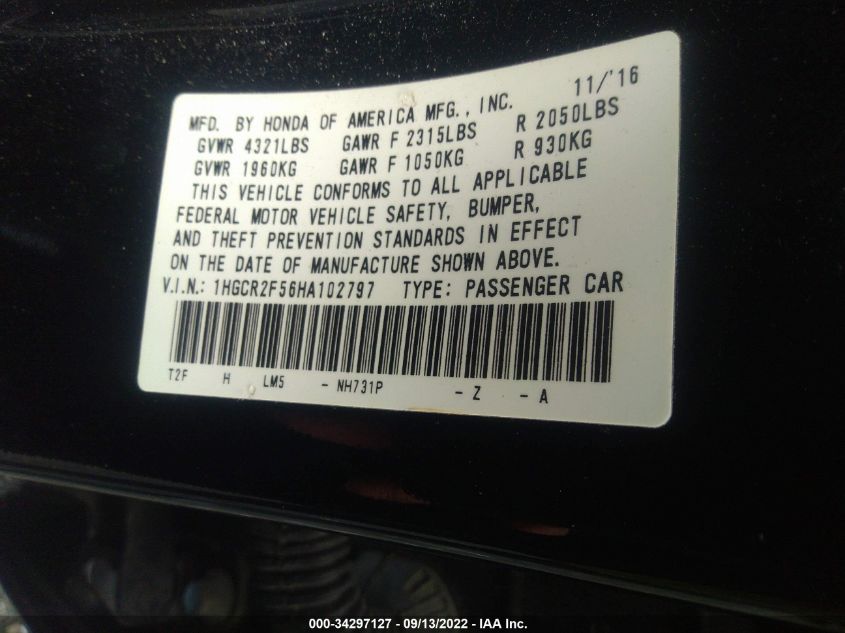 11/'16
MFD. BY HONDA OF AMERICA MFG., INC.
GVWR 4321LBS GAWR F 2315LBS R 2050LBS
GVWR 1960KG GAWR F 1050KG R 930KG
THIS VEHICLE CONFORMS TO ALL APPLICABLE
FEDERAL MOTOR VEHICLE SAFETY, BUMPER,
AND THEFT PREVENTION STANDARDS IN EFFECT
ON THE DATE OF MANUFACTURE SHOWN ABOVE.
V.I.N.: 1HGCR2F56HA102797 TYPE: PASSENGER CAR
T2F H LM5 - NH731P - Z - A
000-34297127 - 09/13/2022 - IAA Inc.